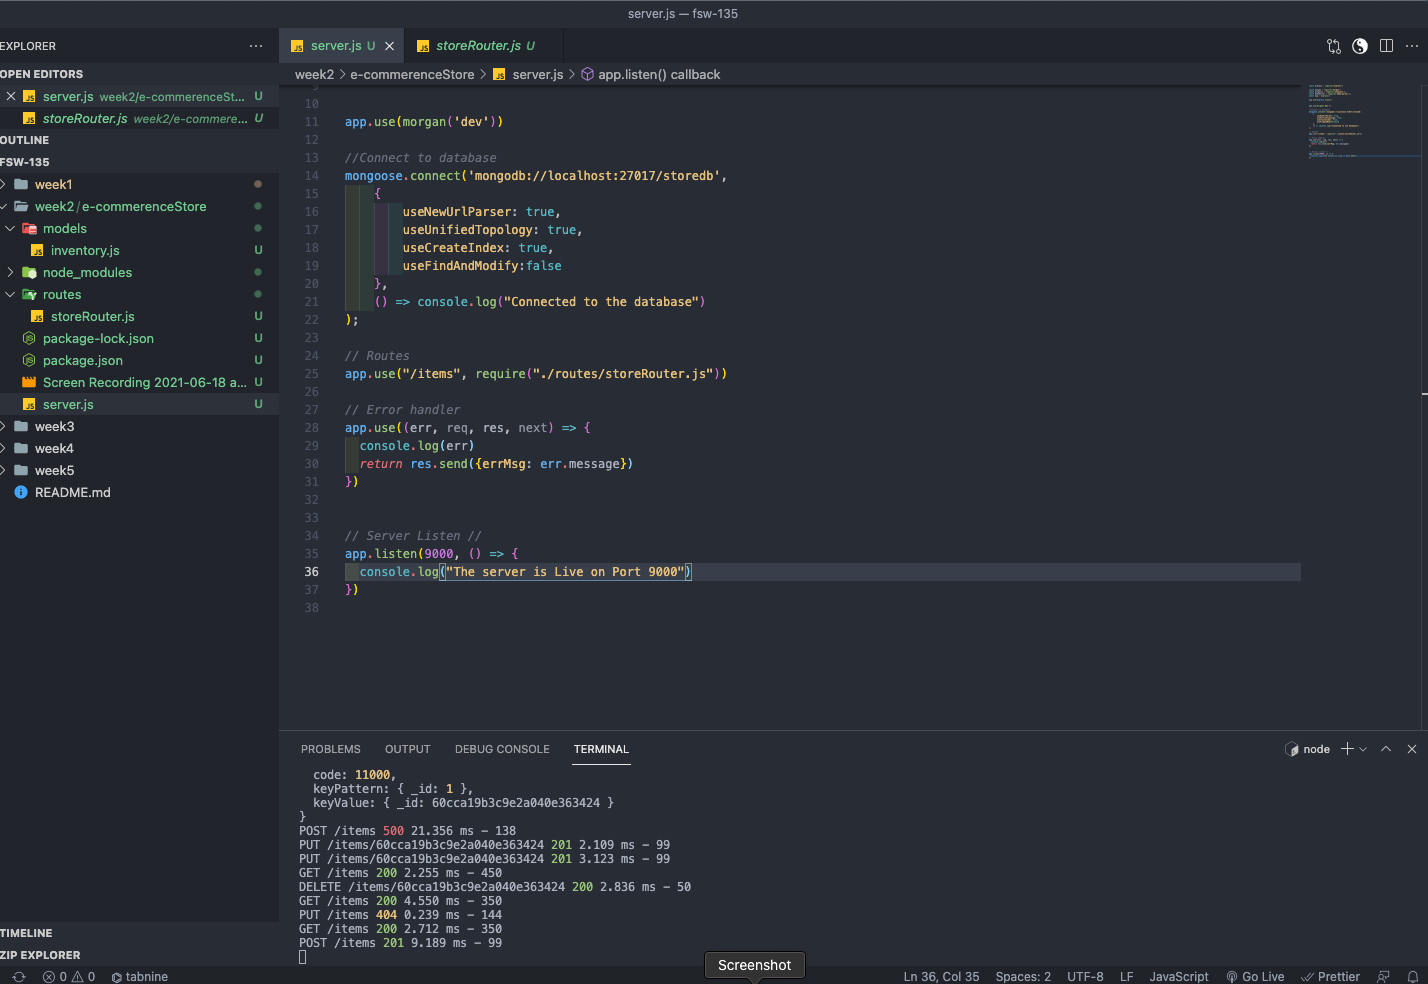 server.js — fsw-135
EXPLORER
server.js U
storeRouter.js U
OPEN EDITORS
week2 > e-commerenceStore > server.js > app.listen() callback
server.js week2/e-commerenceSt... U
storeRouter.js week2/e-commere... U
OUTLINE
FSW-135
week1
week2/e-commerenceStore
models
inventory.js U
node_modules
routes
storeRouter.js U
package-lock.json U
package.json U
Screen Recording 2021-06-18 a... U
server.js U
week3
week4
week5
README.md
TIMELINE
ZIP EXPLORER
9
10
11 app.use(morgan('dev'))
12
13 //Connect to database
14 mongoose.connect('mongodb://localhost:27017/storedb',
15 {
16 useNewUrlParser: true,
17 useUnifiedTopology: true,
18 useCreateIndex: true,
19 useFindAndModify:false
20 },
21 () => console.log("Connected to the database")
22 );
23
24 // Routes
25 app.use("/items", require("./routes/storeRouter.js"))
26
27 // Error handler
28 app.use((err, req, res, next) => {
29 console.log(err)
30 return res.send({errMsg: err.message})
31 })
32
33
34 // Server Listen //
35 app.listen(9000, () => {
36 console.log("The server is Live on Port 9000")
37 })
38
PROBLEMS OUTPUT DEBUG CONSOLE TERMINAL
node
code: 11000,
keyPattern: { _id: 1 },
keyValue: { _id: 60cca19b3c9e2a040e363424 }
}
POST /items 500 21.356 ms - 138
PUT /items/60cca19b3c9e2a040e363424 201 2.109 ms - 99
PUT /items/60cca19b3c9e2a040e363424 201 3.123 ms - 99
GET /items 200 2.255 ms - 450
DELETE /items/60cca19b3c9e2a040e363424 200 2.836 ms - 50
GET /items 200 4.550 ms - 350
PUT /items 404 0.239 ms - 144
GET /items 200 2.712 ms - 350
POST /items 201 9.189 ms - 99
Screenshot
0 0 tabnine
Ln 36, Col 35 Spaces: 2 UTF-8 LF JavaScript Go Live Prettier